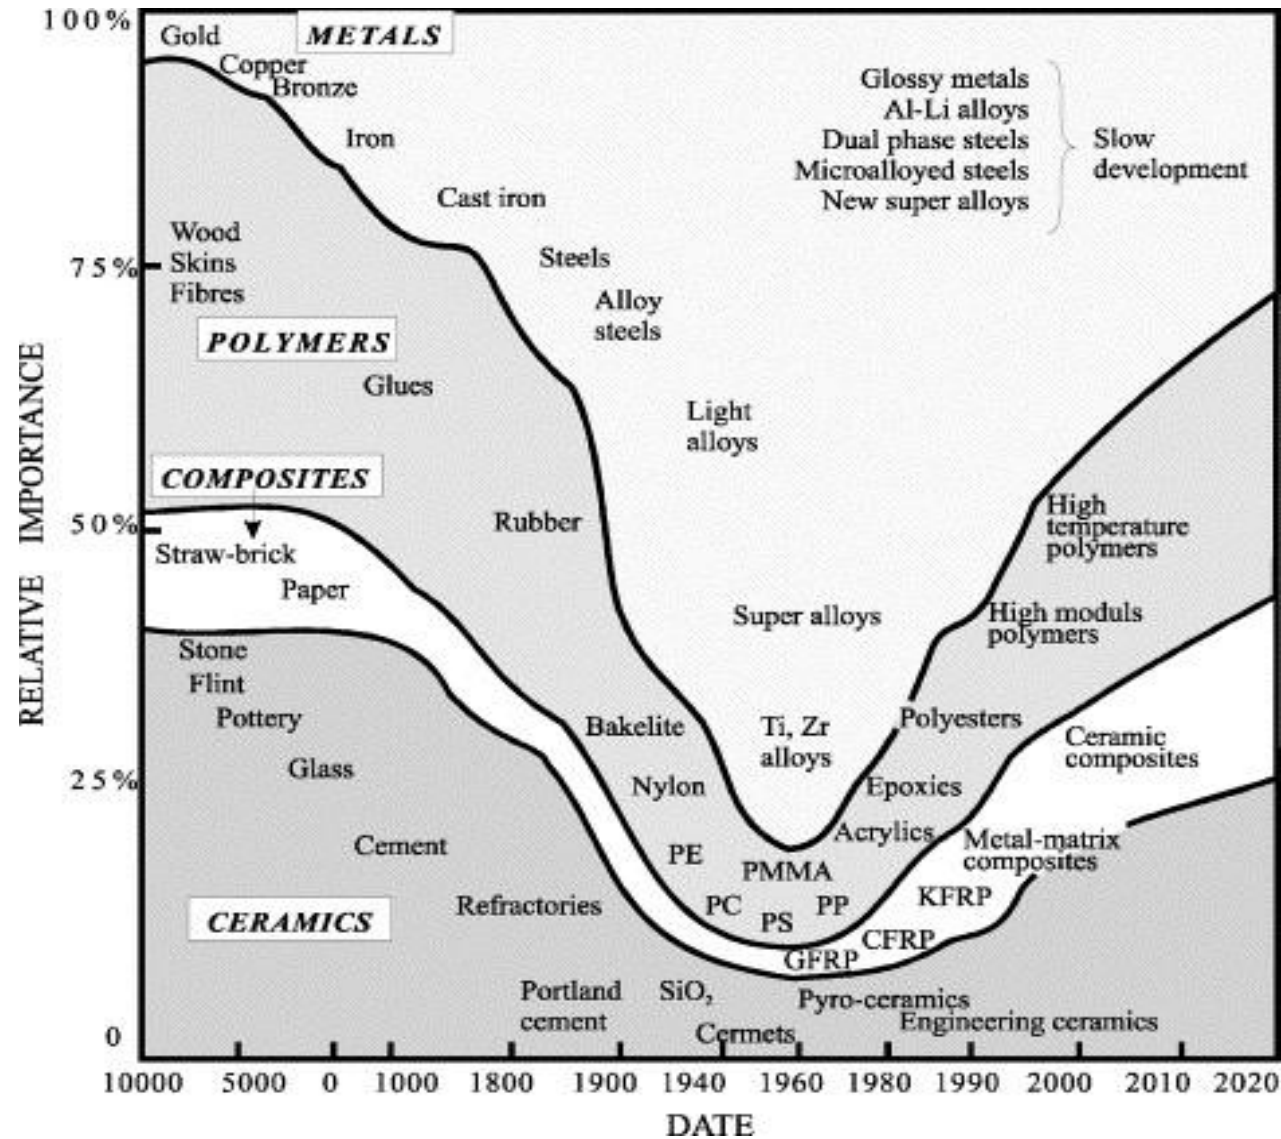 100%
METALS
Gold
Copper
Bronze
Iron
Cast iron
Steels
Alloy
steels
Light
alloys
Super alloys
Ti, Zr
alloys
Glossy metals
Al-Li alloys
Dual phase steels
Microalloyed steels
New super alloys
Slow
development
75%
Wood
Skins
Fibres
POLYMERS
Glues
Rubber
Bakelite
Nylon
PE
PC
PS
PMMA
PP
Acrylics
Epoxies
Polyesters
High moduls
polymers
High
temperature
polymers
RELATIVE IMPORTANCE
50%
COMPOSITES
Straw-brick
Paper
GFRP
CFRP
KFRP
Metal-matrix
composites
Ceramic
composites
25%
Stone
Flint
Pottery
Glass
Cement
Refractories
CERAMICS
Portland
cement
SiO₂
Cermets
Pyro-ceramics
Engineering ceramics
0
10000 5000 0 1000 1800 1900 1940 1960 1980 1990 2000 2010 2020
DATE